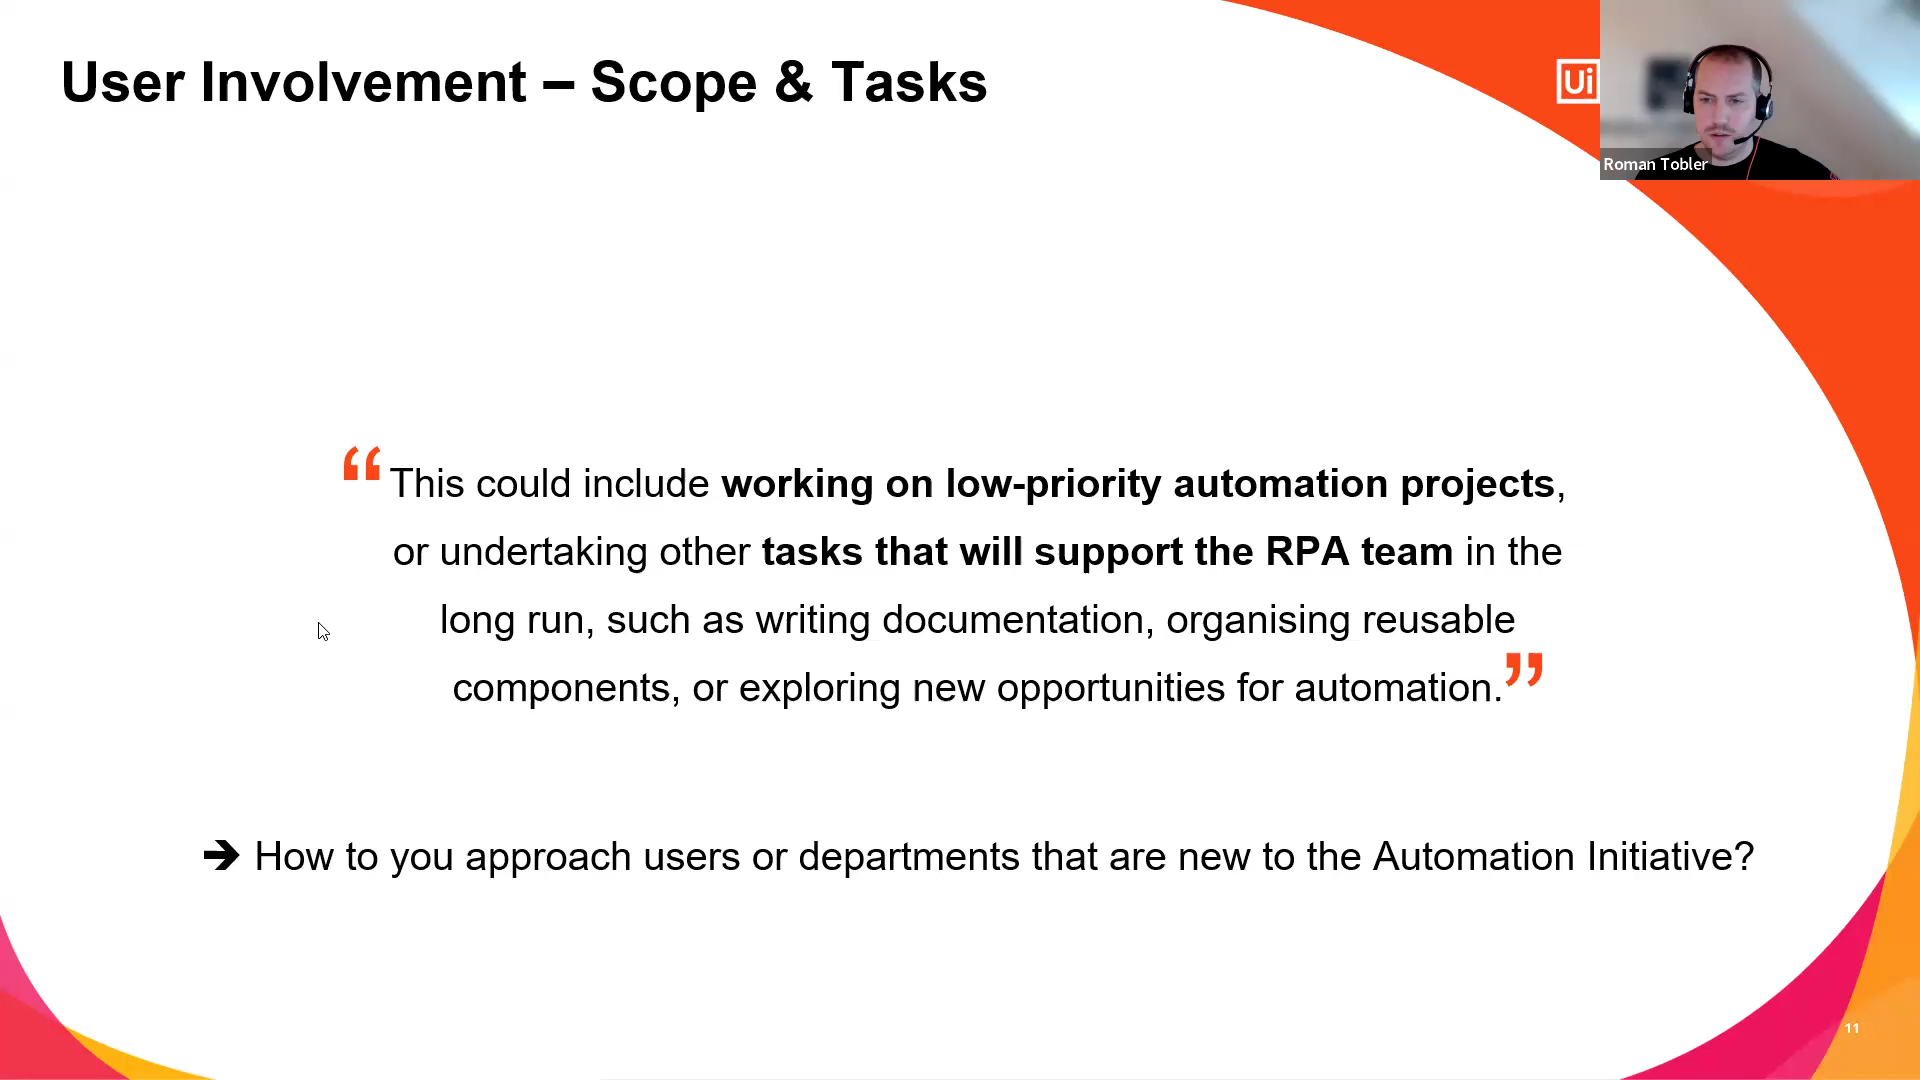 User Involvement – Scope & Tasks
Ui
Roman Tobler
“This could include working on low-priority automation projects,
or undertaking other tasks that will support the RPA team in the
long run, such as writing documentation, organising reusable
components, or exploring new opportunities for automation.”
➔ How to you approach users or departments that are new to the Automation Initiative?
11